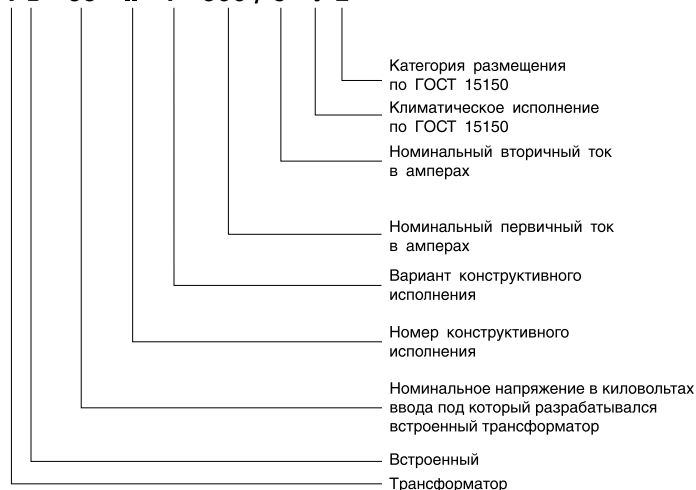 Категория размещения
по ГОСТ 15150
Климатическое исполнение
по ГОСТ 15150
Номинальный вторичный ток
в амперах
Номинальный первичный ток
в амперах
Вариант конструктивного
исполнения
Номер конструктивного
исполнения
Номинальное напряжение в киловольтах
ввода под который разрабатывался
встроенный трансформатор
Встроенный
Трансформатор